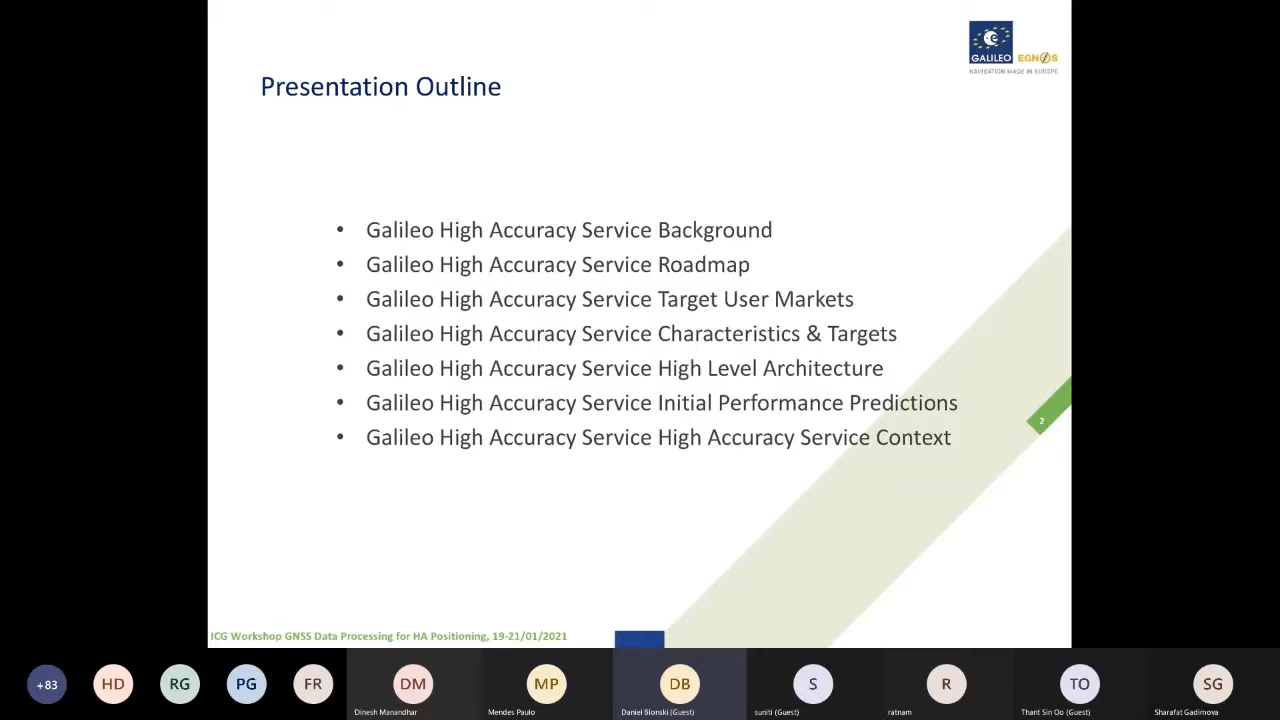 GALILEO EGNOS
NAVIGATION MADE IN EUROPE
Presentation Outline
• Galileo High Accuracy Service Background
• Galileo High Accuracy Service Roadmap
• Galileo High Accuracy Service Target User Markets
• Galileo High Accuracy Service Characteristics & Targets
• Galileo High Accuracy Service High Level Architecture
• Galileo High Accuracy Service Initial Performance Predictions
• Galileo High Accuracy Service High Accuracy Service Context
2
ICG Workshop GNSS Data Processing for HA Positioning, 19-21/01/2021
+83 HD RG PG FR DM MP DB S R TO SG
Dinesh Manandhar Mendes Paulo Daniel Blonski (Guest) suniti (Guest) ratnam Thant Sin Oo (Guest) Sharafat Gadimova